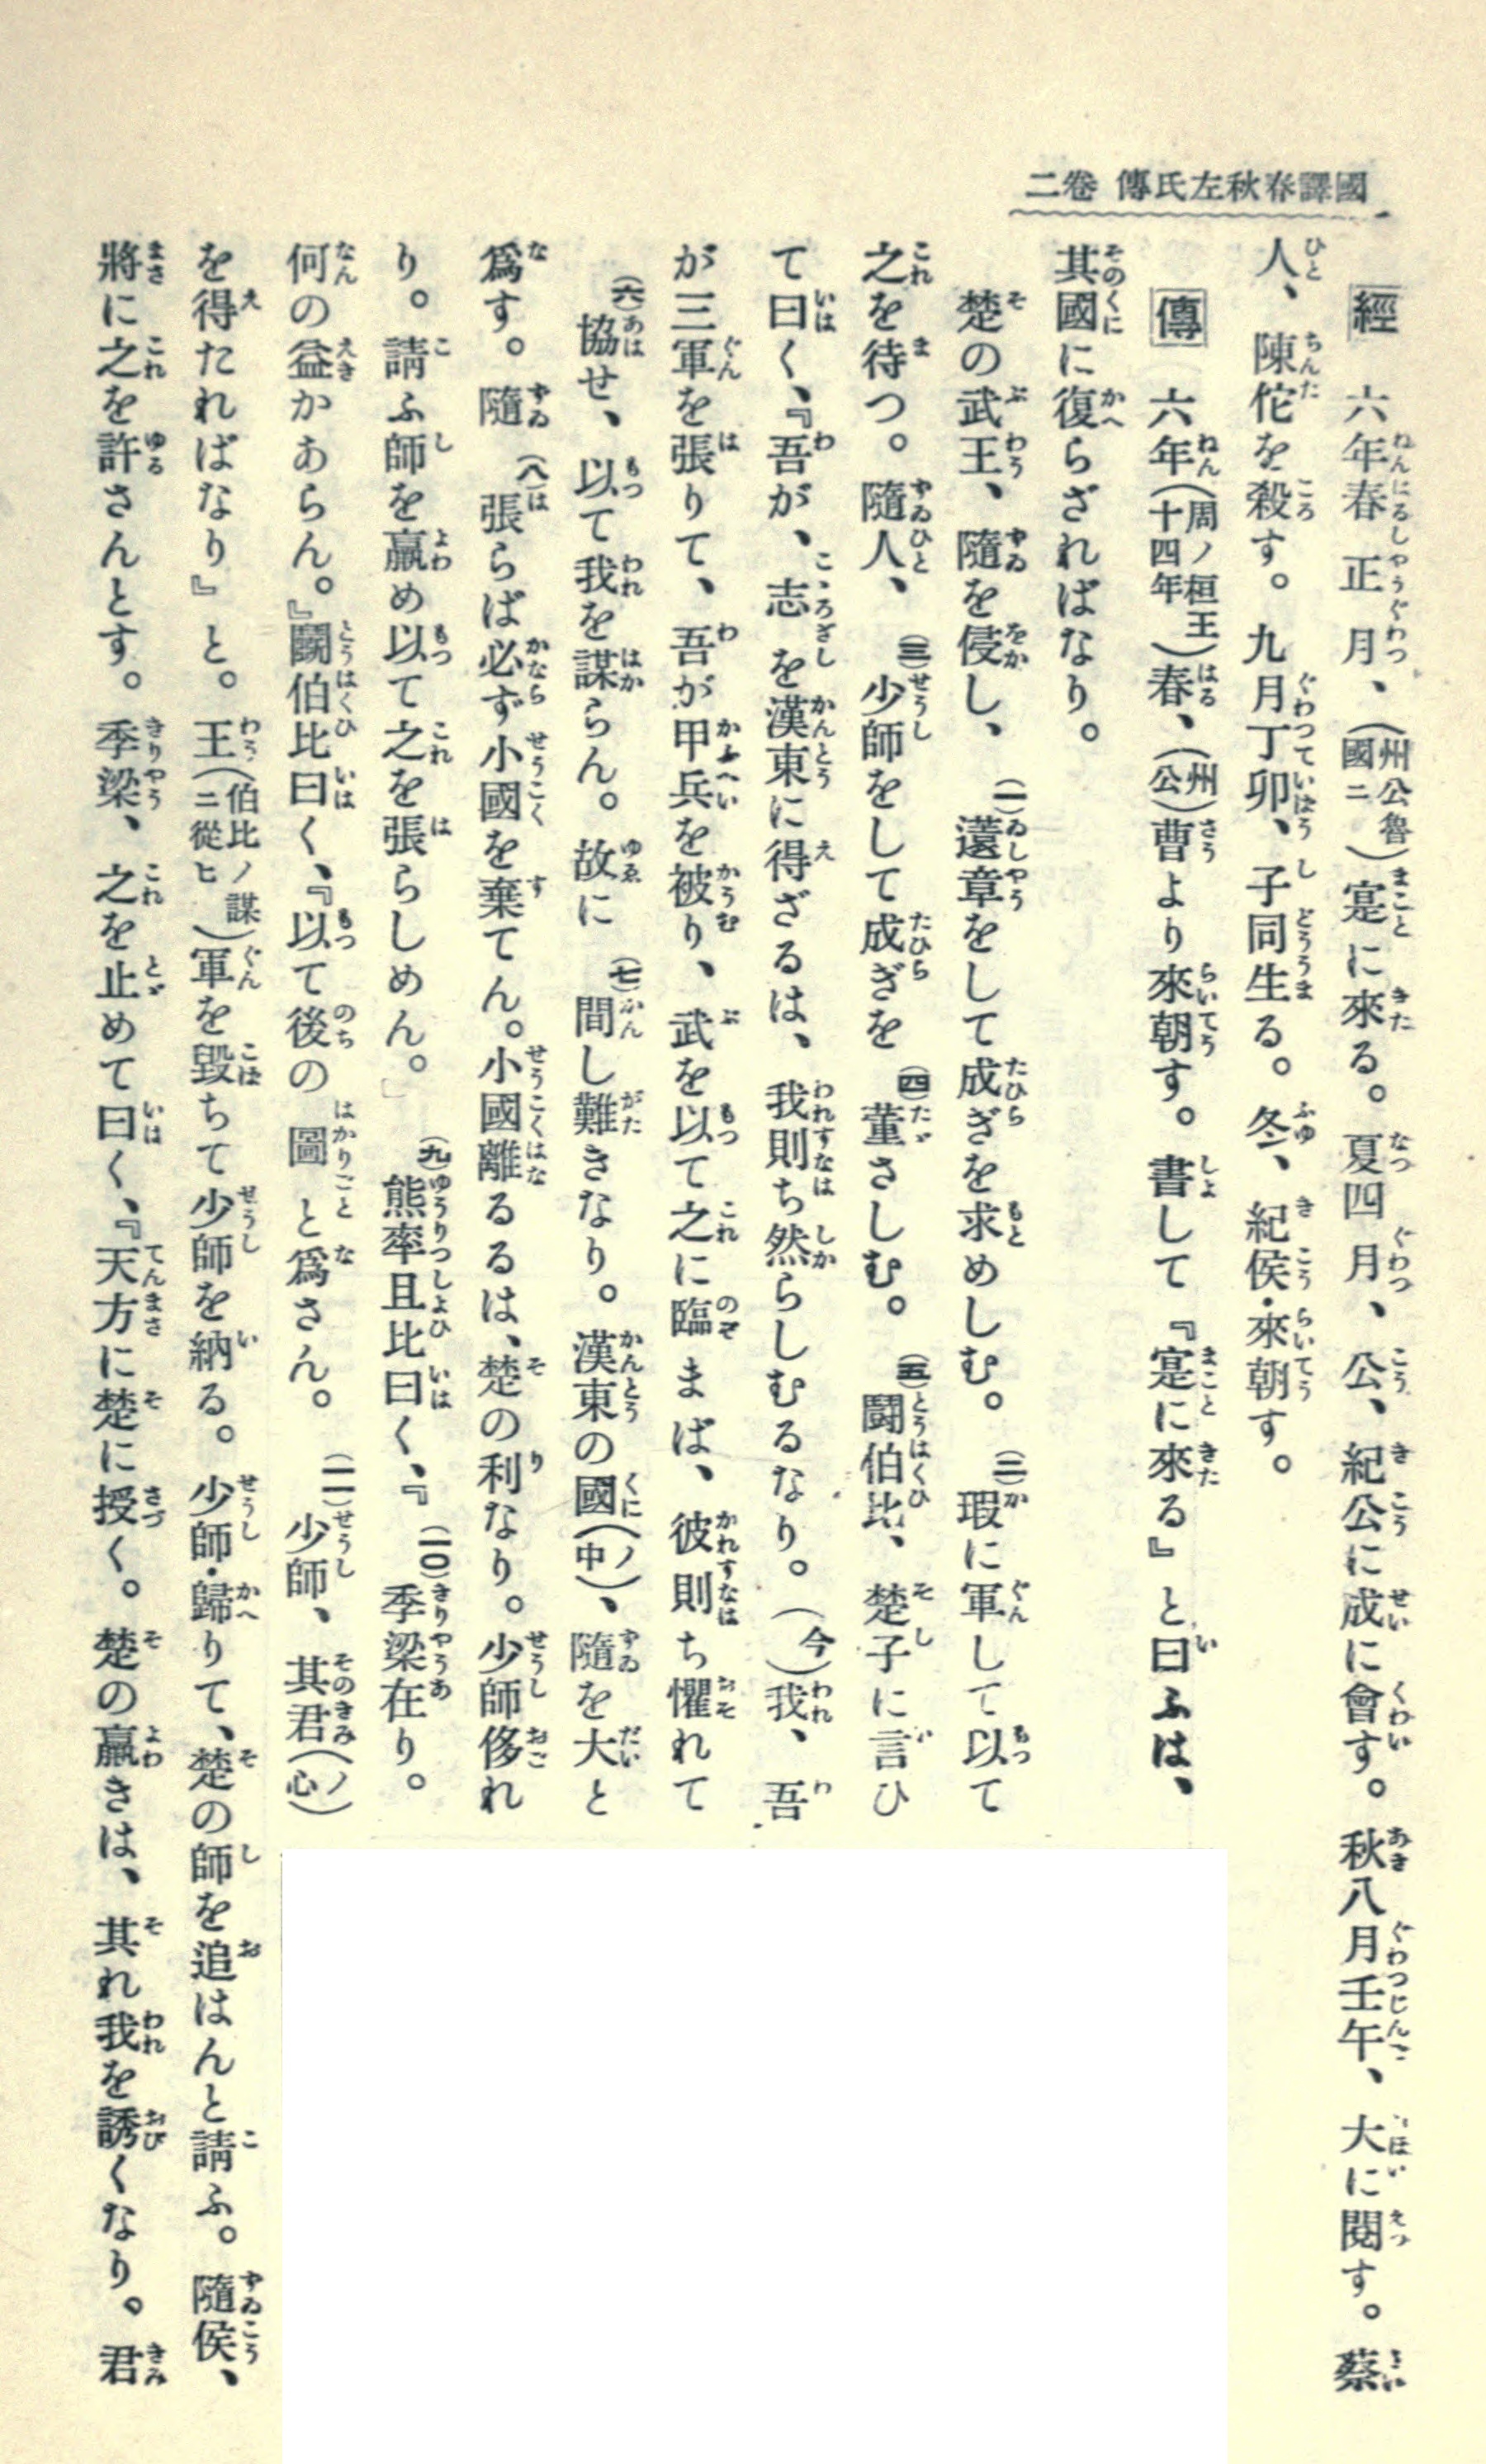 國譯春秋左氏傳 卷二
經 六年春正月、(州公魯國ニ)寔に來る。夏四月、公、紀公に成に會す。秋八月壬午、大に閱す。蔡
人、陳佗を殺す。九月丁卯、子同生る。冬、紀侯・來朝す。
傳 六年(周ノ桓王十四年)春、(州公)曹より來朝す。書して『寔に來る』と曰ふは、
其國に復らざればなり。
楚の武王、隨を侵し、(一)薳章をして成ぎを求めしむ。(二)瑕に軍して以て
之を待つ。隨人、(三)少師をして成ぎを(四)董さしむ。(五)鬭伯比、楚子に言ひ
て曰く、『吾が、志を漢東に得ざるは、我則ち然らしむるなり。(今)我、吾
が三軍を張りて、吾が甲兵を被り、武を以て之に臨まば、彼則ち懼れて
(六)協せ、以て我を謀らん。故に(七)間し難きなり。漢東の國(ノ中)、隨を大と
爲す。隨(八)張らば必ず小國を棄てん。小國離るるは、楚の利なり。少師侈れ
り。請ふ師を羸め以て之を張らしめん。』(九)熊率且比曰く、『(一〇)季梁在り。
何の益かあらん。』鬭伯比曰く、『以て後の圖と爲さん。(一一)少師、其君(ノ心)
を得たればなり』と。王(伯比ノ謀ニ從ヒ)軍を毀ちて少師を納る。少師・歸りて、楚の師を追はんと請ふ。隨侯、
將に之を許さんとす。季梁、之を止めて曰く、『天方に楚に授く。楚の羸きは、其れ我を誘くなり。君